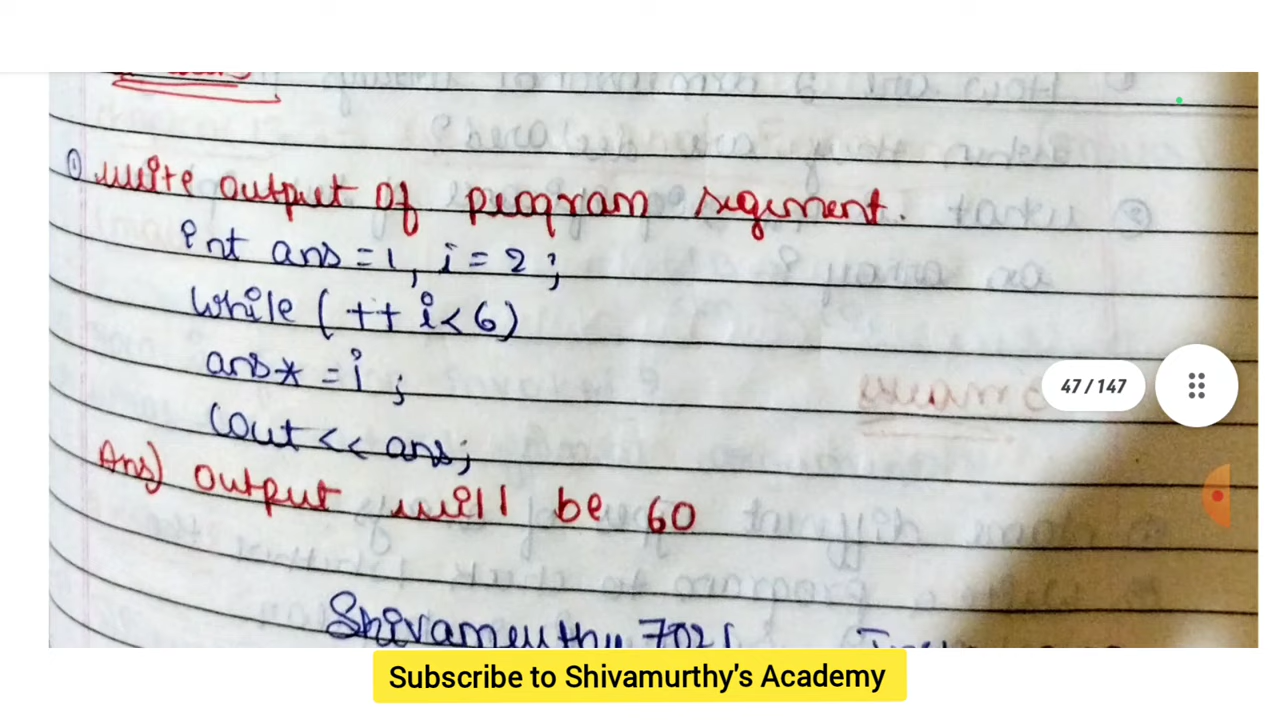 ① Write output of program segment.
int ans = 1, i = 2;
while (++ i < 6)
ans * = i ;
Cout << ans;
Ans) Output will be 60
47 / 147
Shivamurthy 7021
Subscribe to Shivamurthy's Academy